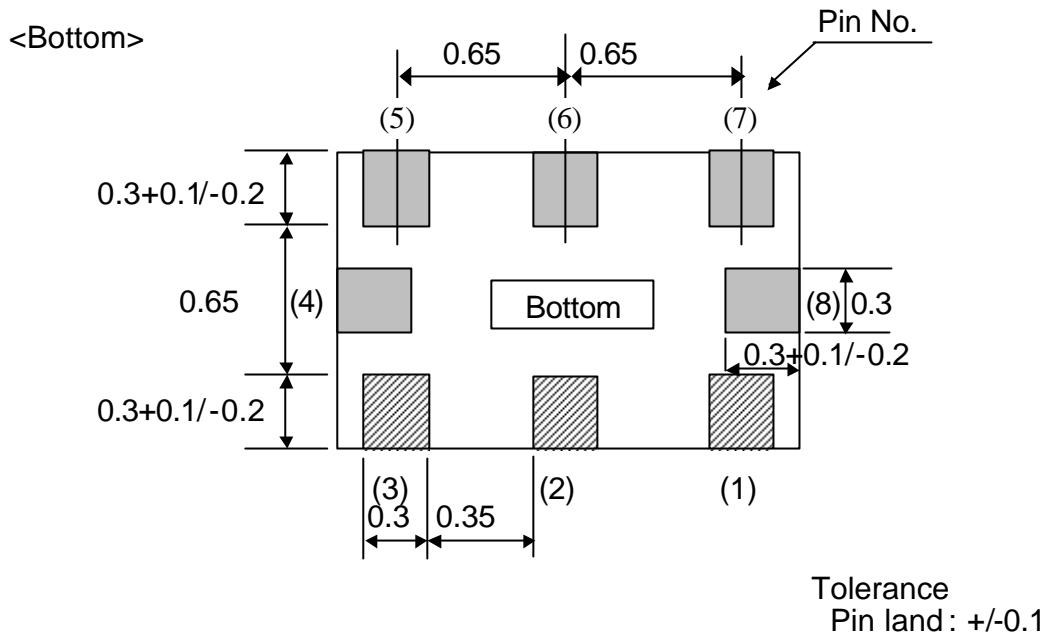 <Bottom>
Pin No.
0.65 0.65
(5) (6) (7)
0.3+0.1/-0.2
0.65 (4) Bottom (8) 0.3
0.3+0.1/-0.2
0.3+0.1/-0.2
(3) (2) (1)
0.3 0.35
Tolerance
Pin land : +/-0.1